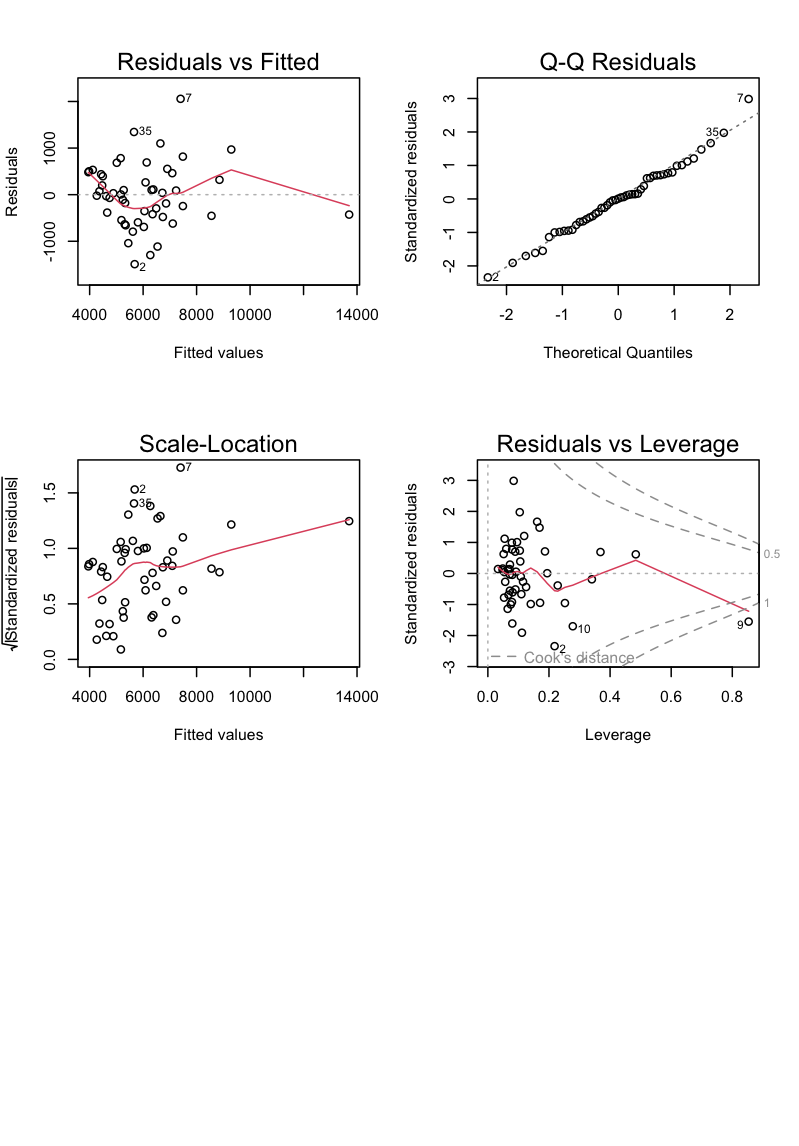 Residuals vs Fitted
Residuals
1000
0
-1000
7
35
2
4000 6000 8000 10000 14000
Fitted values
Q-Q Residuals
Standardized residuals
3
2
1
0
-1
-2
7
35
2
-2 -1 0 1 2
Theoretical Quantiles
Scale-Location
√|Standardized residuals|
1.5
1.0
0.5
0.0
7
2
35
4000 6000 8000 10000 14000
Fitted values
Residuals vs Leverage
Standardized residuals
3
2
1
0
-1
-2
-3
0.5
1
10
9
2
Cook's distance
0.0 0.2 0.4 0.6 0.8
Leverage